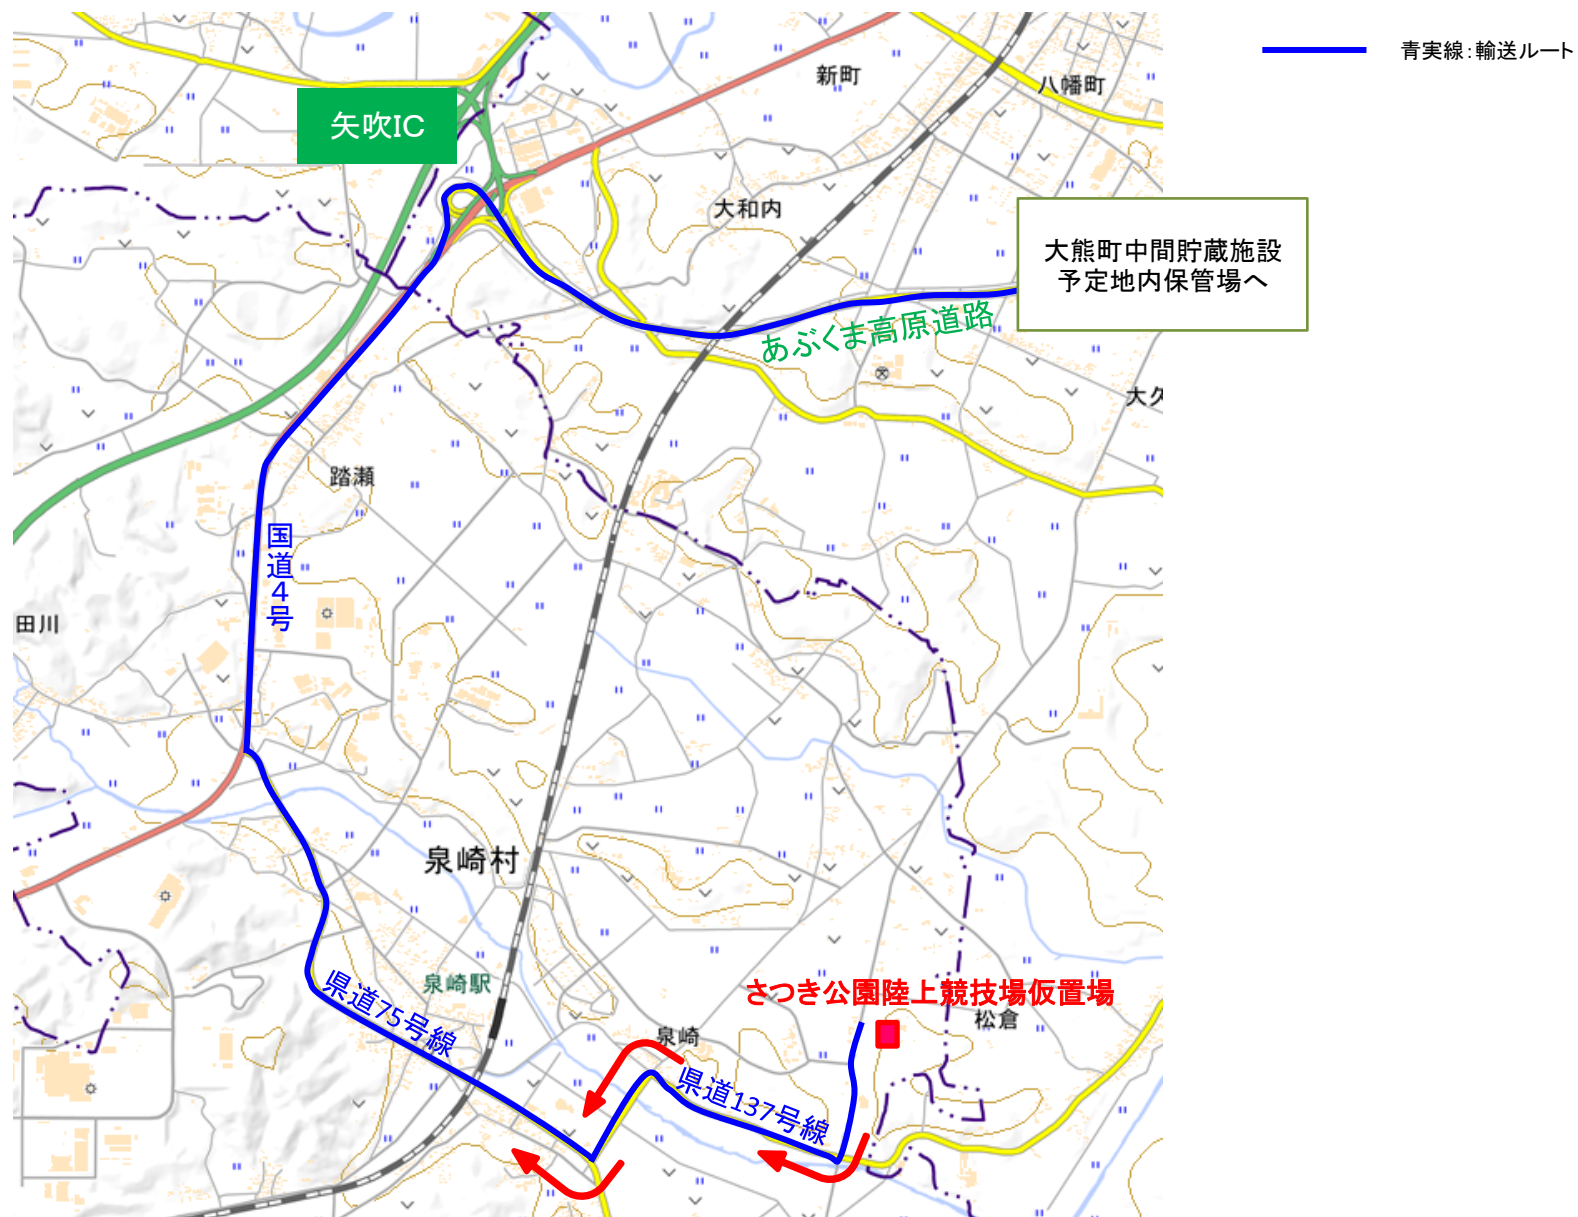 青実線:輸送ルート
新町
八幡町
矢吹IC
大和内
大熊町中間貯蔵施設
予定地内保管場へ
あぶくま高原道路
大久
踏瀬
国道4号
田川
泉崎村
泉崎駅
県道75号線
さつき公園陸上競技場仮置場
松倉
泉崎
県道137号線